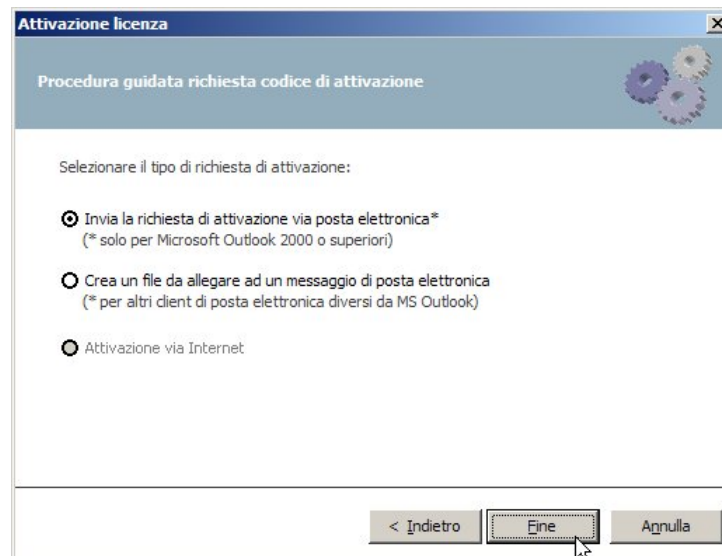 Attivazione licenza
Procedura guidata richiesta codice di attivazione
Selezionare il tipo di richiesta di attivazione:
Invia la richiesta di attivazione via posta elettronica*
(* solo per Microsoft Outlook 2000 o superiori)
Crea un file da allegare ad un messaggio di posta elettronica
(* per altri client di posta elettronica diversi da MS Outlook)
Attivazione via Internet
< Indietro
Fine
Annulla